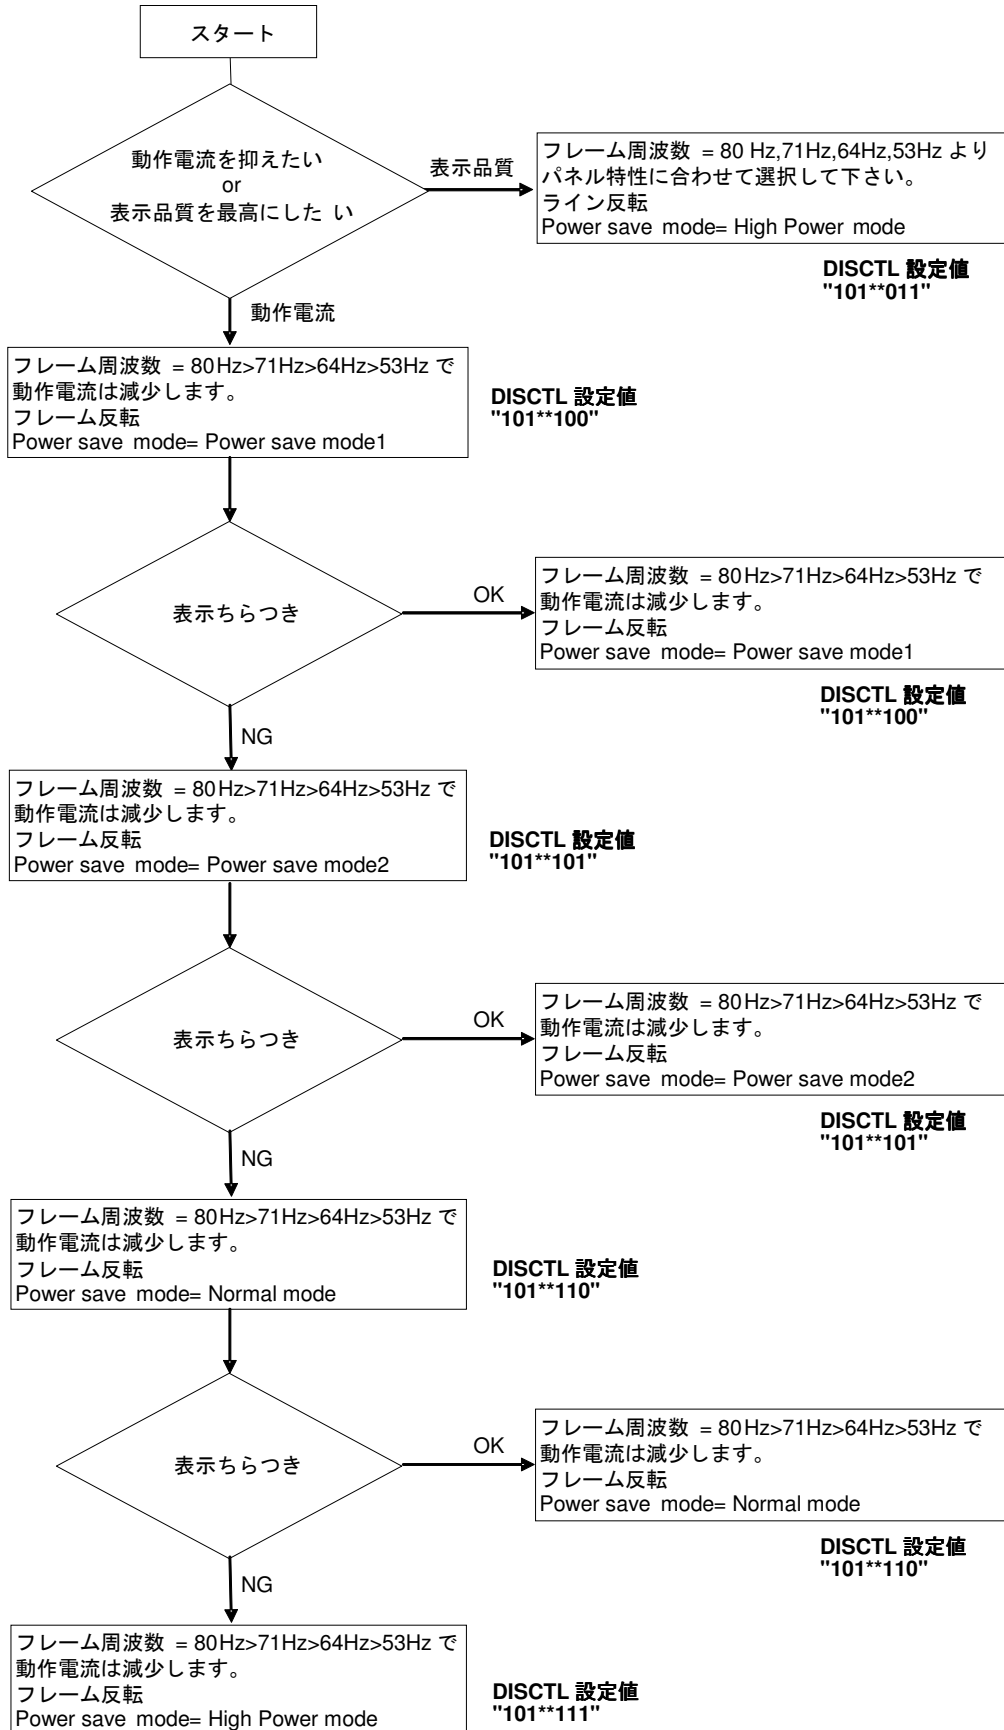 スタート
動作電流を抑えたい
or
表示品質を最高にした い
表示品質
フレーム周波数 = 80 Hz,71Hz,64Hz,53Hz より
パネル特性に合わせて選択して下さい。
ライン反転
Power save mode= High Power mode
DISCTL 設定値
"101**011"
動作電流
フレーム周波数 = 80Hz>71Hz>64Hz>53Hz で
動作電流は減少します。
フレーム反転
Power save mode= Power save mode1
DISCTL 設定値
"101**100"
表示ちらつき
OK
フレーム周波数 = 80Hz>71Hz>64Hz>53Hz で
動作電流は減少します。
フレーム反転
Power save mode= Power save mode1
DISCTL 設定値
"101**100"
NG
フレーム周波数 = 80Hz>71Hz>64Hz>53Hz で
動作電流は減少します。
フレーム反転
Power save mode= Power save mode2
DISCTL 設定値
"101**101"
表示ちらつき
OK
フレーム周波数 = 80Hz>71Hz>64Hz>53Hz で
動作電流は減少します。
フレーム反転
Power save mode= Power save mode2
DISCTL 設定値
"101**101"
NG
フレーム周波数 = 80Hz>71Hz>64Hz>53Hz で
動作電流は減少します。
フレーム反転
Power save mode= Normal mode
DISCTL 設定値
"101**110"
表示ちらつき
OK
フレーム周波数 = 80Hz>71Hz>64Hz>53Hz で
動作電流は減少します。
フレーム反転
Power save mode= Normal mode
DISCTL 設定値
"101**110"
NG
フレーム周波数 = 80Hz>71Hz>64Hz>53Hz で
動作電流は減少します。
フレーム反転
Power save mode= High Power mode
DISCTL 設定値
"101**111"